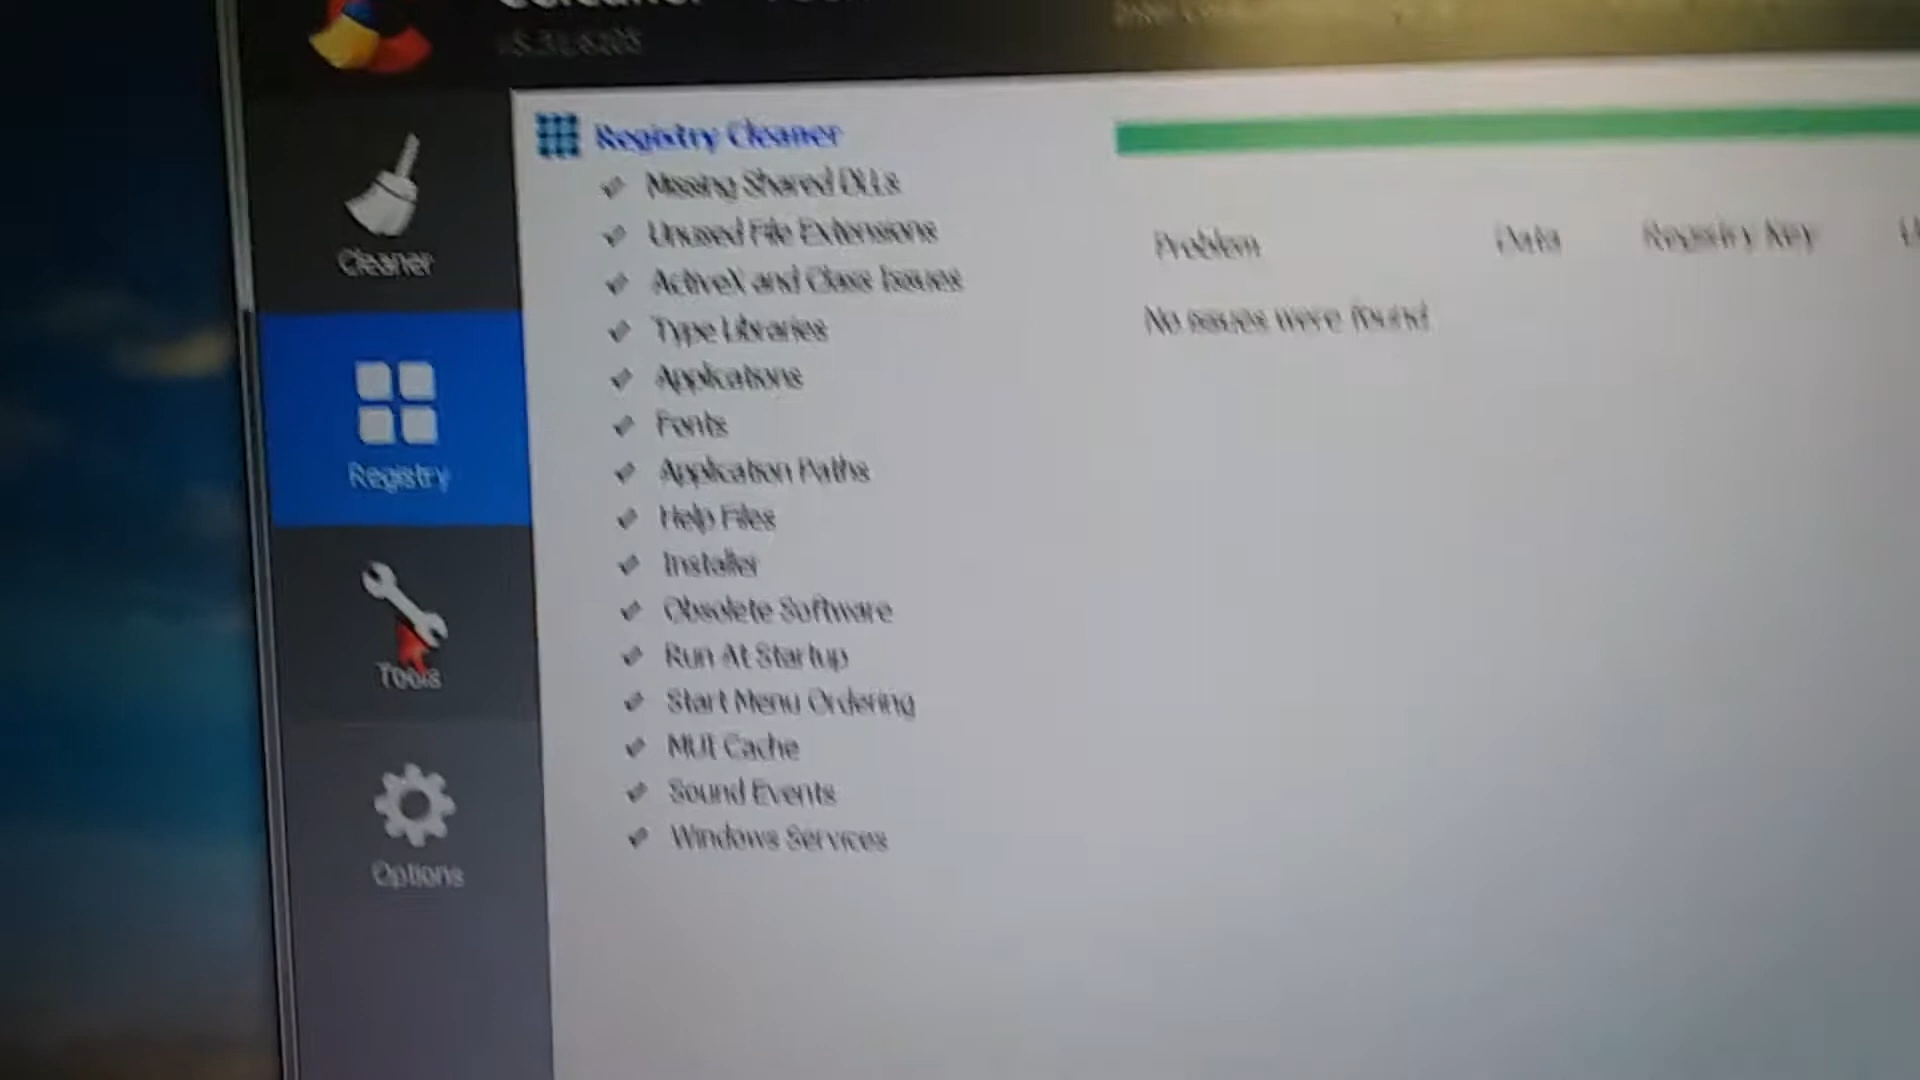 CCleaner
Cleaner
Registry
Tools
Options
Registry Cleaner
Missing Shared DLLs
Unused File Extensions
ActiveX and Class Issues
Type Libraries
Applications
Fonts
Application Paths
Help Files
Installer
Obsolete Software
Run At Startup
Start Menu Ordering
MUI Cache
Sound Events
Windows Services
Problem Data Registry Key
No issues were found